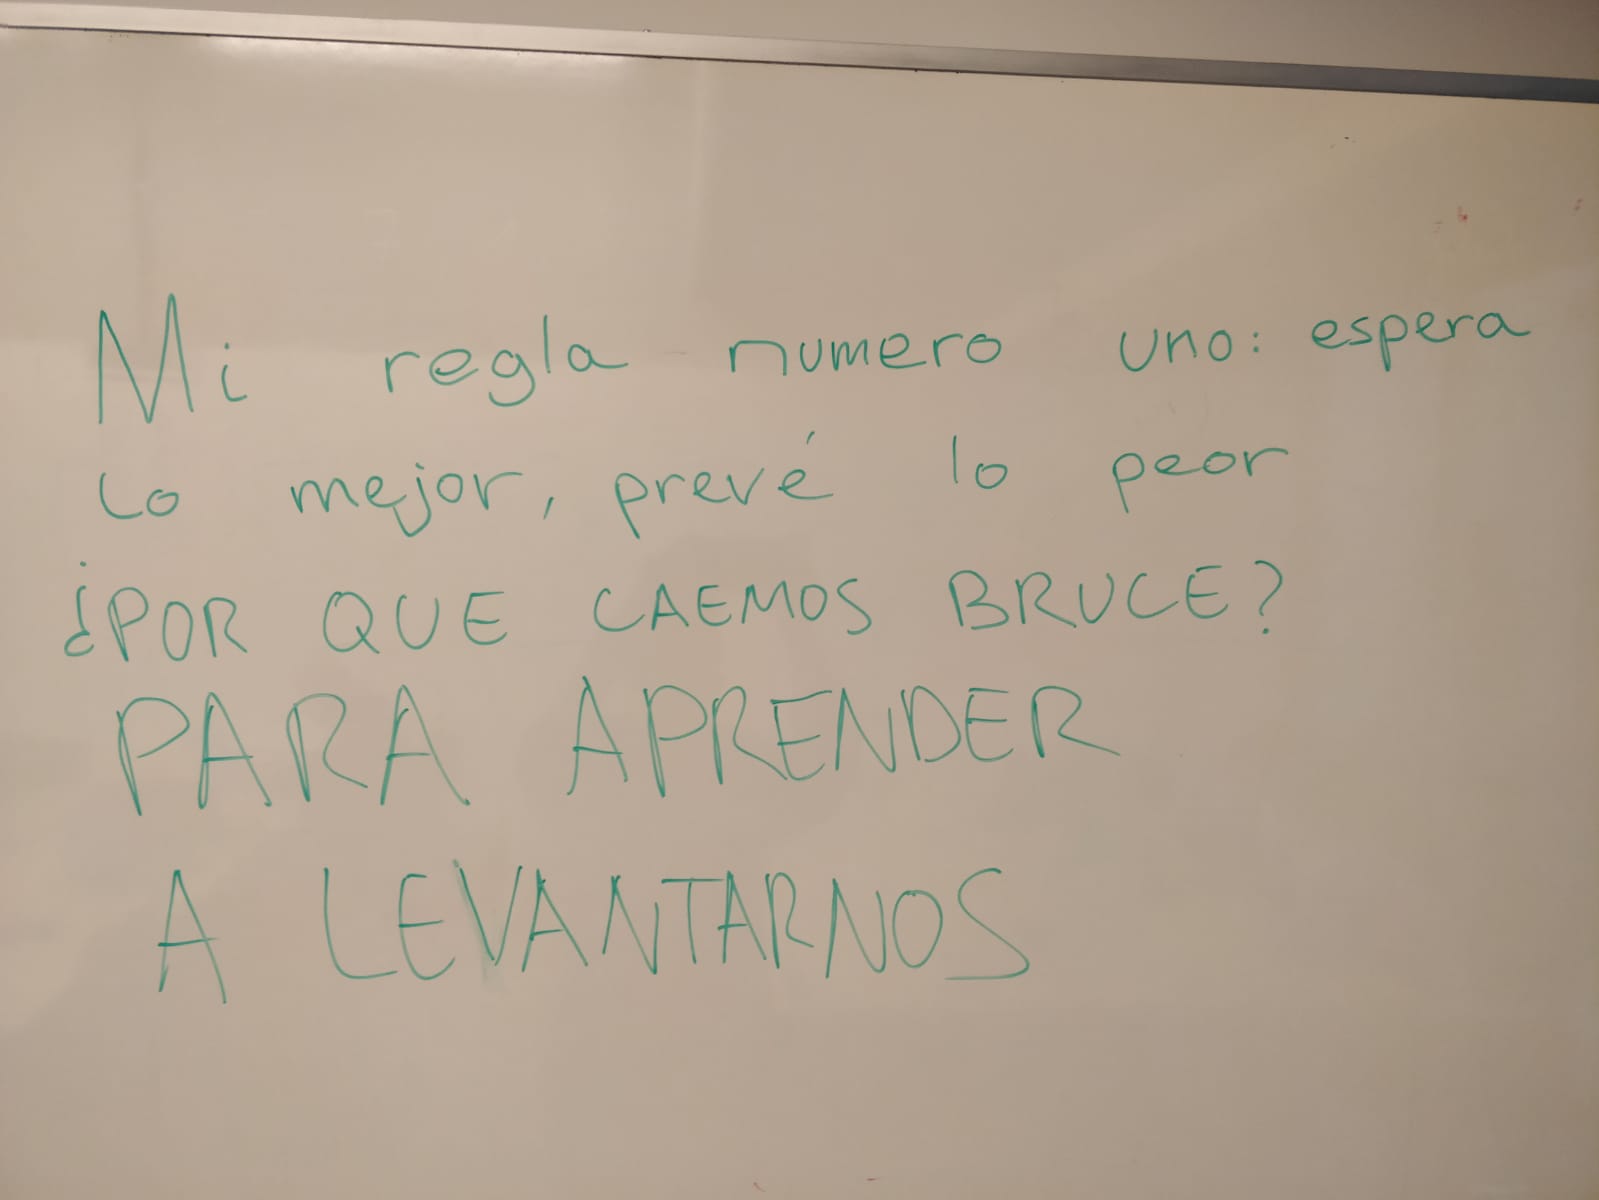 Mi regla numero uno: espera
Lo mejor, prevé lo peor
¿POR QUE CAEMOS BRUCE?
PARA APRENDER
A LEVANTARNOS